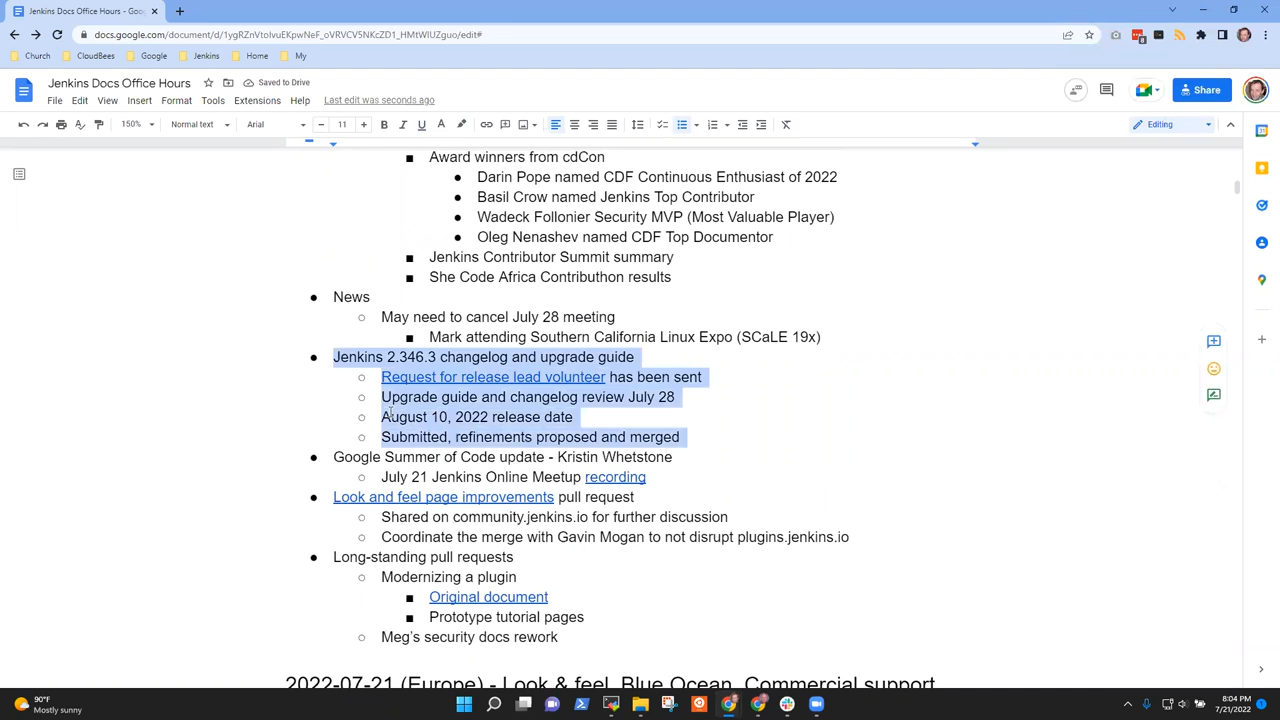 Jenkins Docs Office Hours - Goo
docs.google.com/document/d/1ygRZnVtoIvuEKpwNeF_oVRVCV5NKcZD1_HMtWIUZguo/edit#
Church CloudBees Google Jenkins Home My
Jenkins Docs Office Hours Saved to Drive
File Edit View Insert Format Tools Extensions Help Last edit was seconds ago Share
150% Normal text Arial 11 Editing
Award winners from cdCon
Darin Pope named CDF Continuous Enthusiast of 2022
Basil Crow named Jenkins Top Contributor
Wadeck Follonier Security MVP (Most Valuable Player)
Oleg Nenashev named CDF Top Documentor
Jenkins Contributor Summit summary
She Code Africa Contributhon results
News
May need to cancel July 28 meeting
Mark attending Southern California Linux Expo (SCaLE 19x)
Jenkins 2.346.3 changelog and upgrade guide
Request for release lead volunteer has been sent
Upgrade guide and changelog review July 28
August 10, 2022 release date
Submitted, refinements proposed and merged
Google Summer of Code update - Kristin Whetstone
July 21 Jenkins Online Meetup recording
Look and feel page improvements pull request
Shared on community.jenkins.io for further discussion
Coordinate the merge with Gavin Mogan to not disrupt plugins.jenkins.io
Long-standing pull requests
Modernizing a plugin
Original document
Prototype tutorial pages
Meg's security docs rework
2022-07-21 (Europe) - Look & feel, Blue Ocean, Commercial support
90°F
Mostly sunny
8:04 PM
7/21/2022